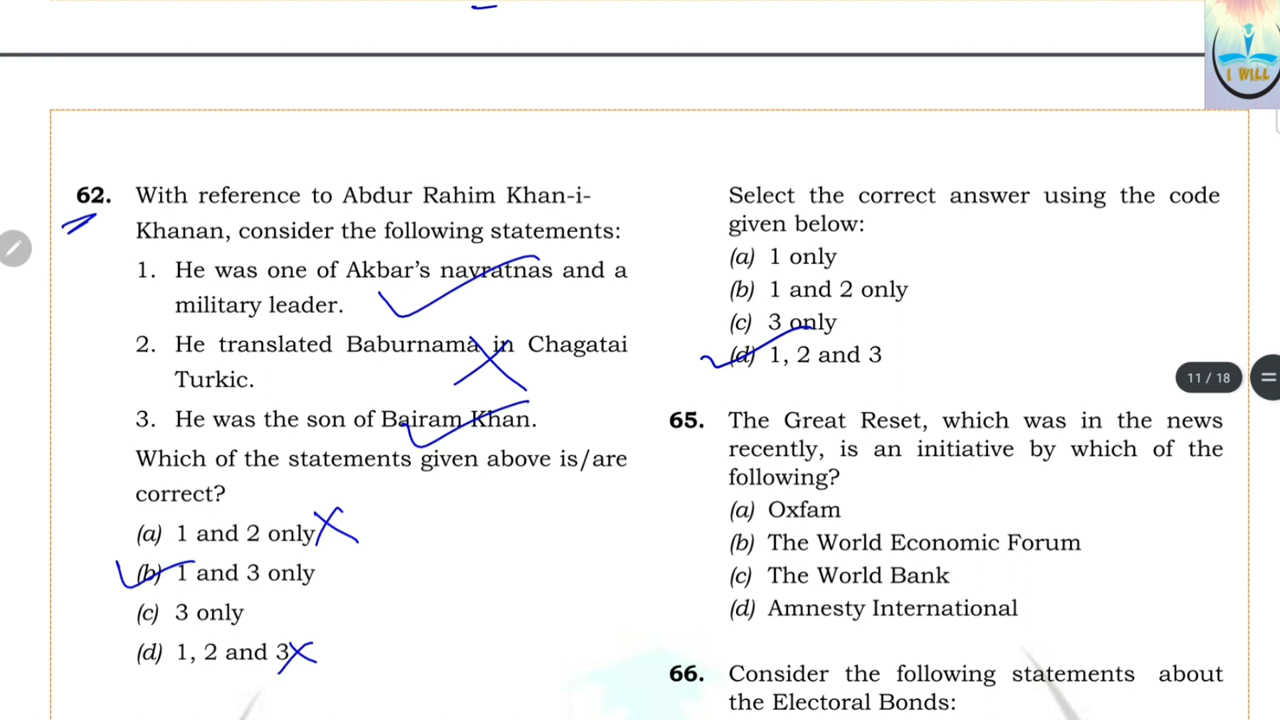 62. With reference to Abdur Rahim Khan-i-
Khanan, consider the following statements:
1. He was one of Akbar's navratnas and a
military leader.
2. He translated Baburnama in Chagatai
Turkic.
3. He was the son of Bairam Khan.
Which of the statements given above is/are
correct?
(a) 1 and 2 only
(b) 1 and 3 only
(c) 3 only
(d) 1, 2 and 3
Select the correct answer using the code
given below:
(a) 1 only
(b) 1 and 2 only
(c) 3 only
(d) 1, 2 and 3
65. The Great Reset, which was in the news
recently, is an initiative by which of the
following?
(a) Oxfam
(b) The World Economic Forum
(c) The World Bank
(d) Amnesty International
66. Consider the following statements about
the Electoral Bonds:
11 / 18
I WILL